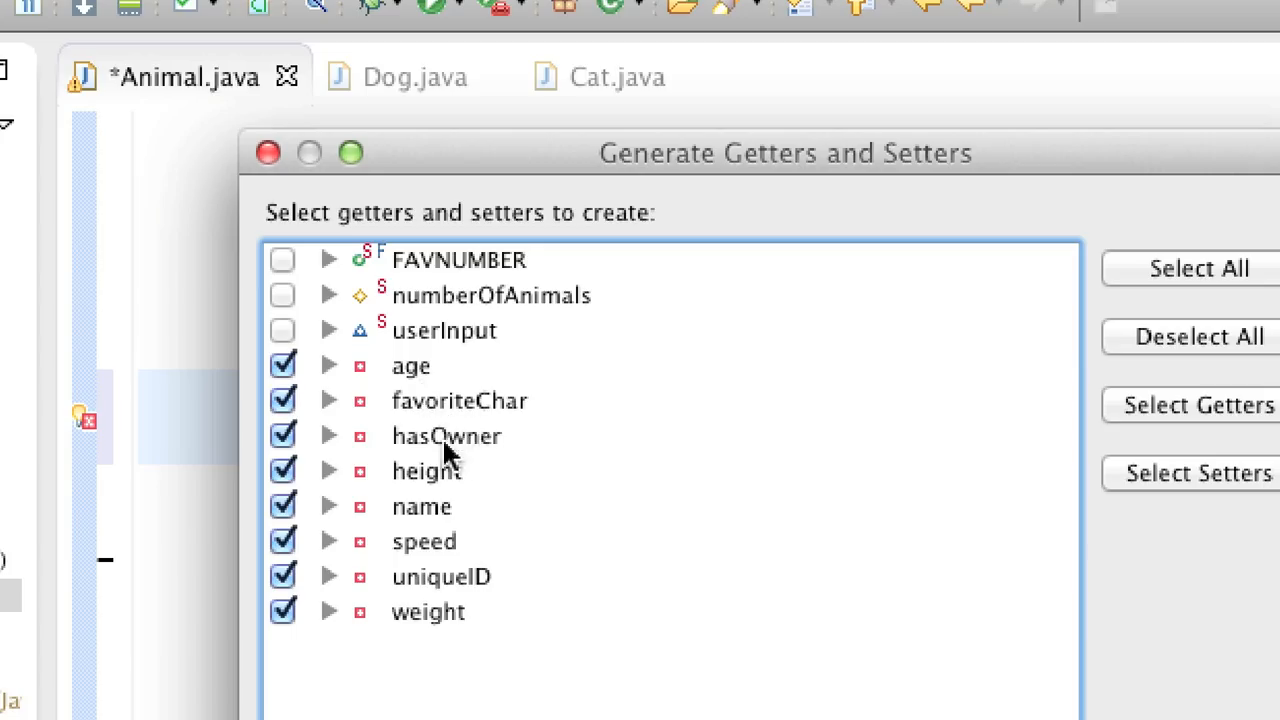 *Animal.java Dog.java Cat.java
Generate Getters and Setters
Select getters and setters to create:
FAVNUMBER
numberOfAnimals
userInput
age
favoriteChar
hasOwner
height
name
speed
uniqueID
weight
Select All
Deselect All
Select Getters
Select Setters